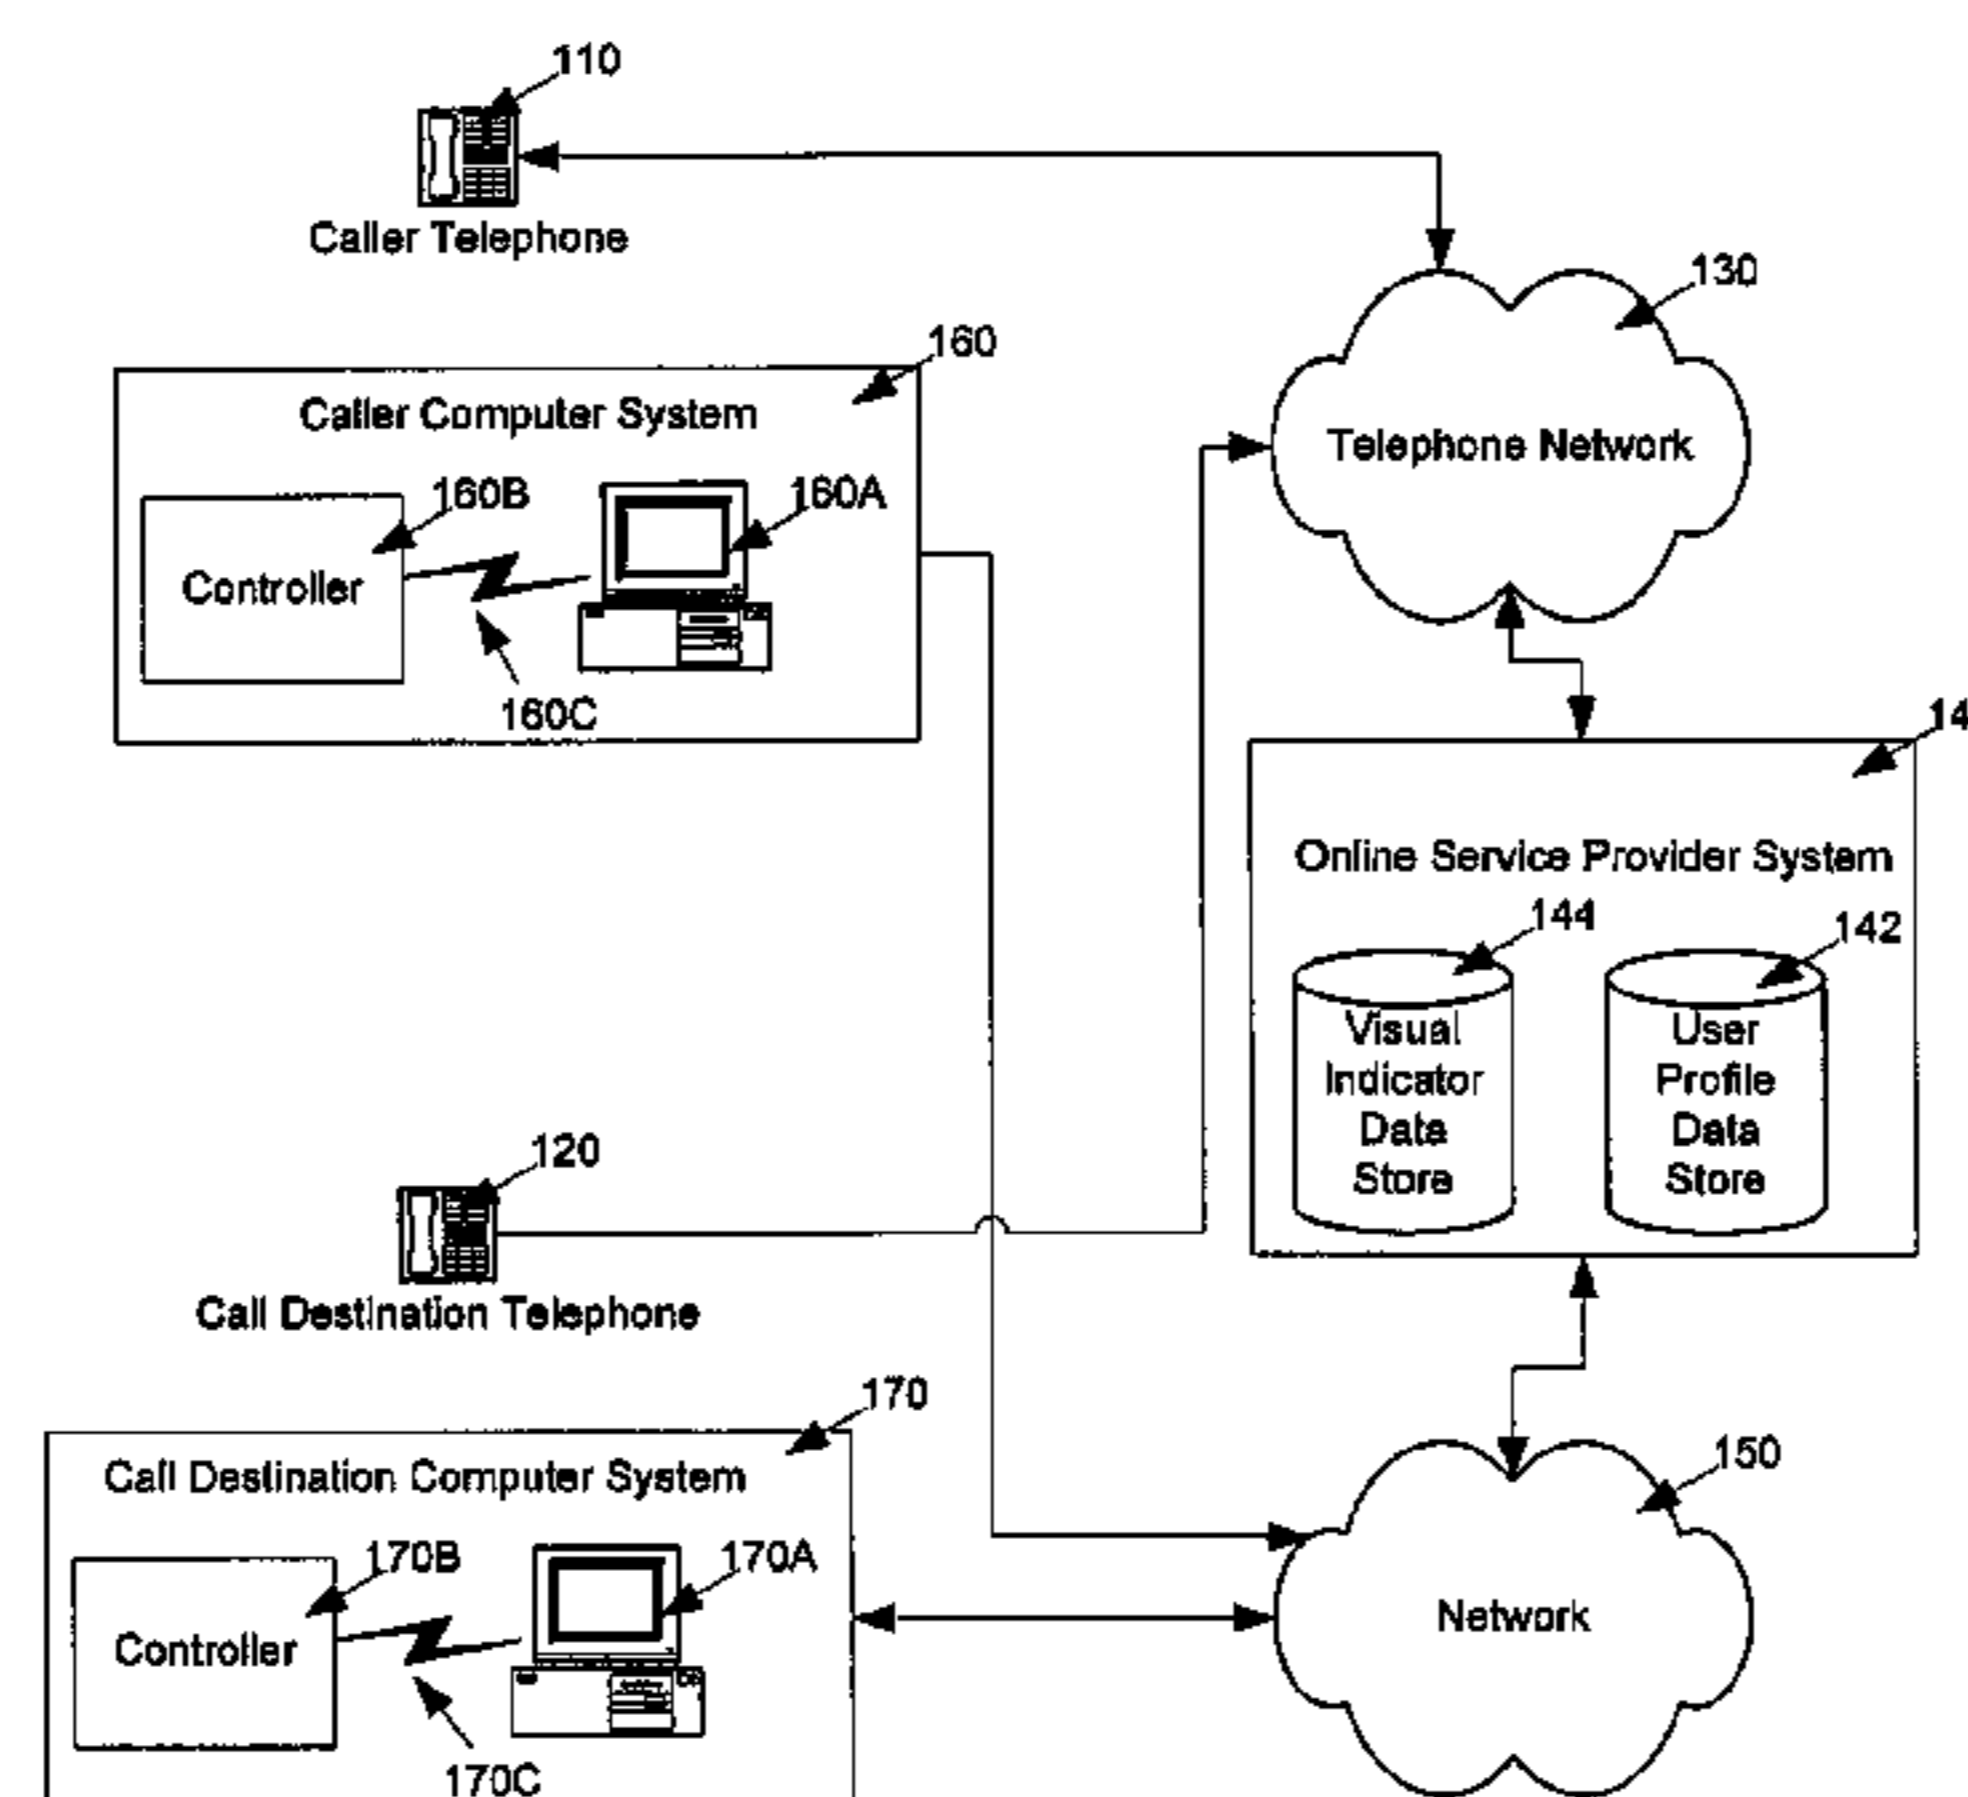 110
Caller Telephone
130
160
Caller Computer System
Telephone Network
160B
160A
Controller
160C
14
Online Service Provider System
144
142
Visual
Indicator
Data
Store
User
Profile
Data
Store
120
Call Destination Telephone
170
Call Destination Computer System
150
170B
170A
Network
Controller
170C